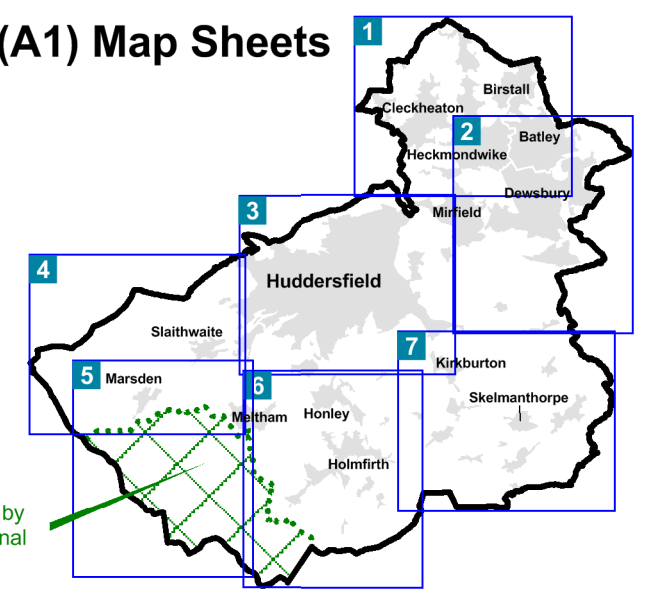 (A1) Map Sheets
1
Birstall
Cleckheaton
2
Batley
Heckmondwike
Dewsbury
3
Mirfield
4
Huddersfield
Slaithwaite
7
Kirkburton
5
Marsden
6
Skelmanthorpe
Meltham
Honley
Holmfirth
by
nal